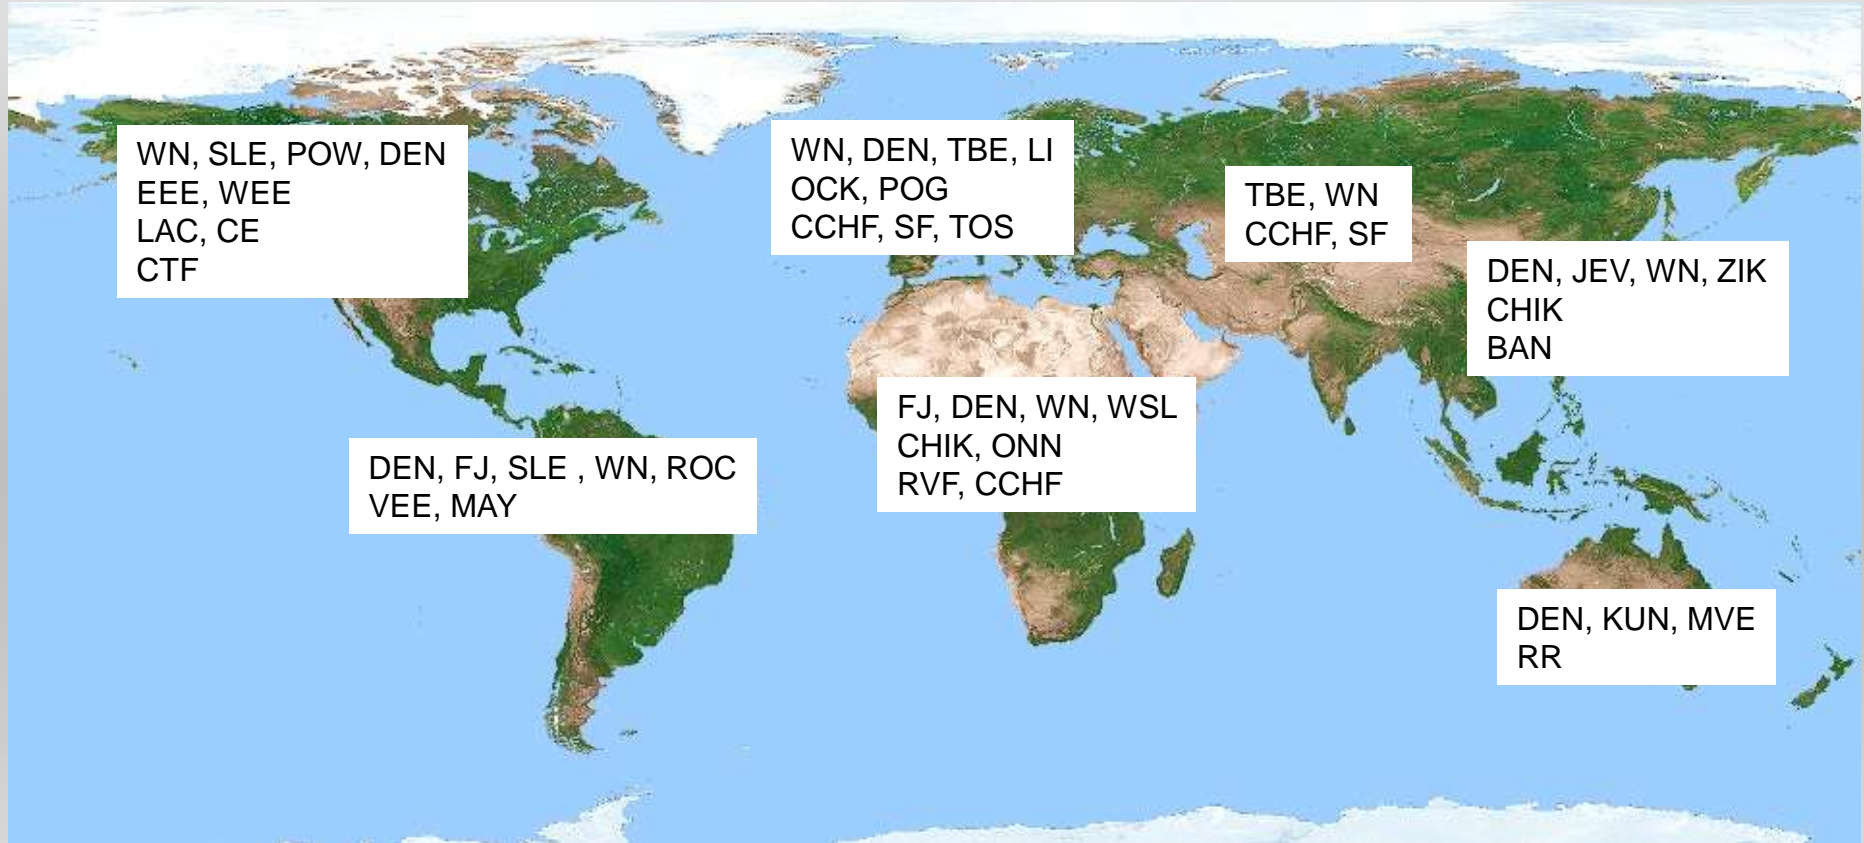 WN, SLE, POW, DEN
EEE, WEE
LAC, CE
CTF
WN, DEN, TBE, LI
OCK, POG
CCHF, SF, TOS
TBE, WN
CCHF, SF
DEN, JEV, WN, ZIK
CHIK
BAN
FJ, DEN, WN, WSL
CHIK, ONN
RVF, CCHF
DEN, FJ, SLE , WN, ROC
VEE, MAY
DEN, KUN, MVE
RR